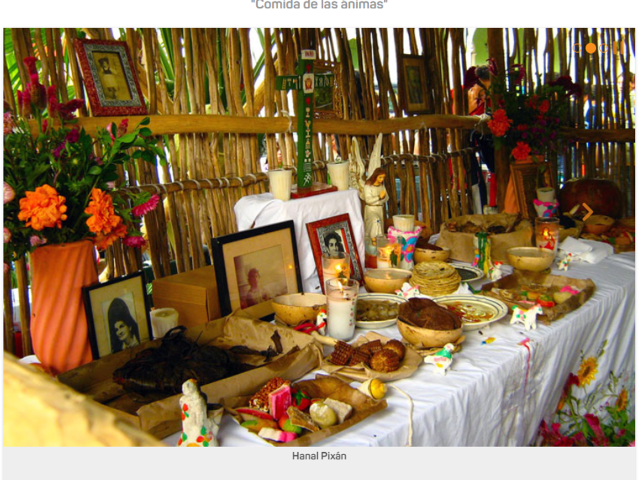 "Comida de las ánimas"
Hanal Pixán